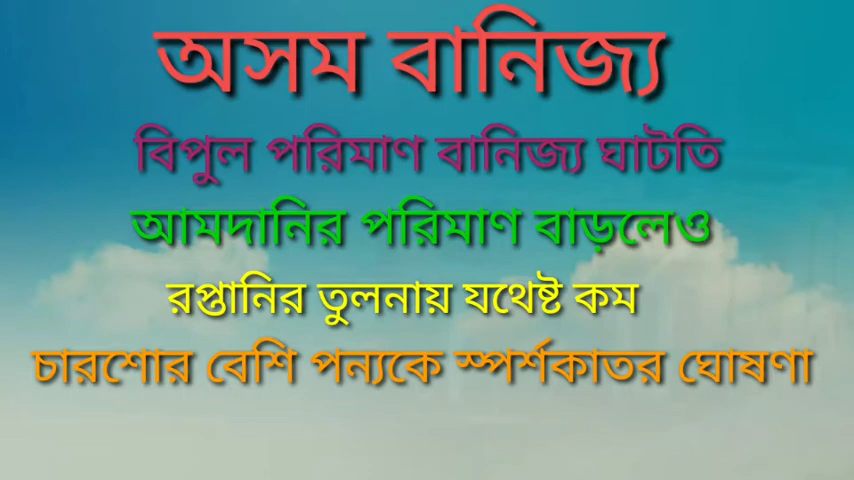 অসম বানিজ্য
বিপুল পরিমাণ বানিজ্য ঘাটতি
আমদানির পরিমাণ বাড়লেও
রপ্তানির তুলনায় যথেষ্ট কম
চারশোর বেশি পন্যকে স্পর্শকাতর ঘোষণা